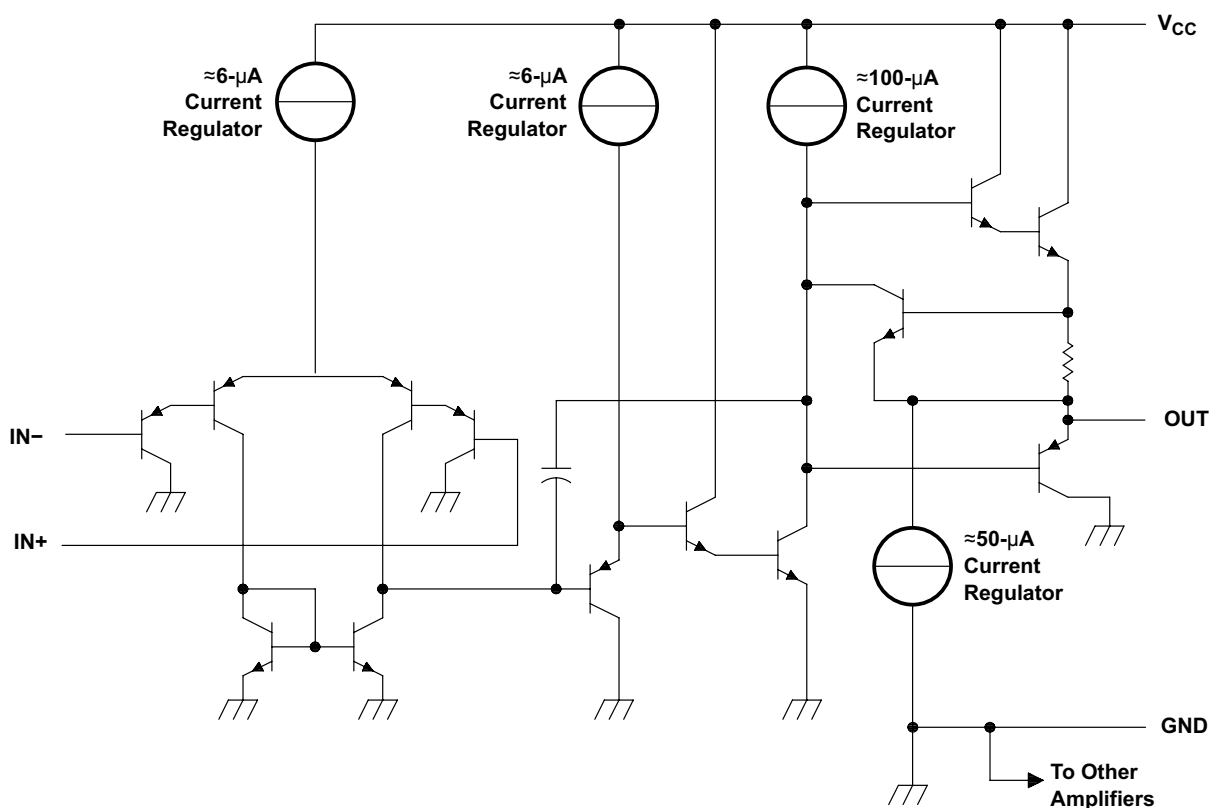 V_CC
≈6-µA
Current
Regulator
≈6-µA
Current
Regulator
≈100-µA
Current
Regulator
IN−
OUT
IN+
≈50-µA
Current
Regulator
GND
To Other
Amplifiers